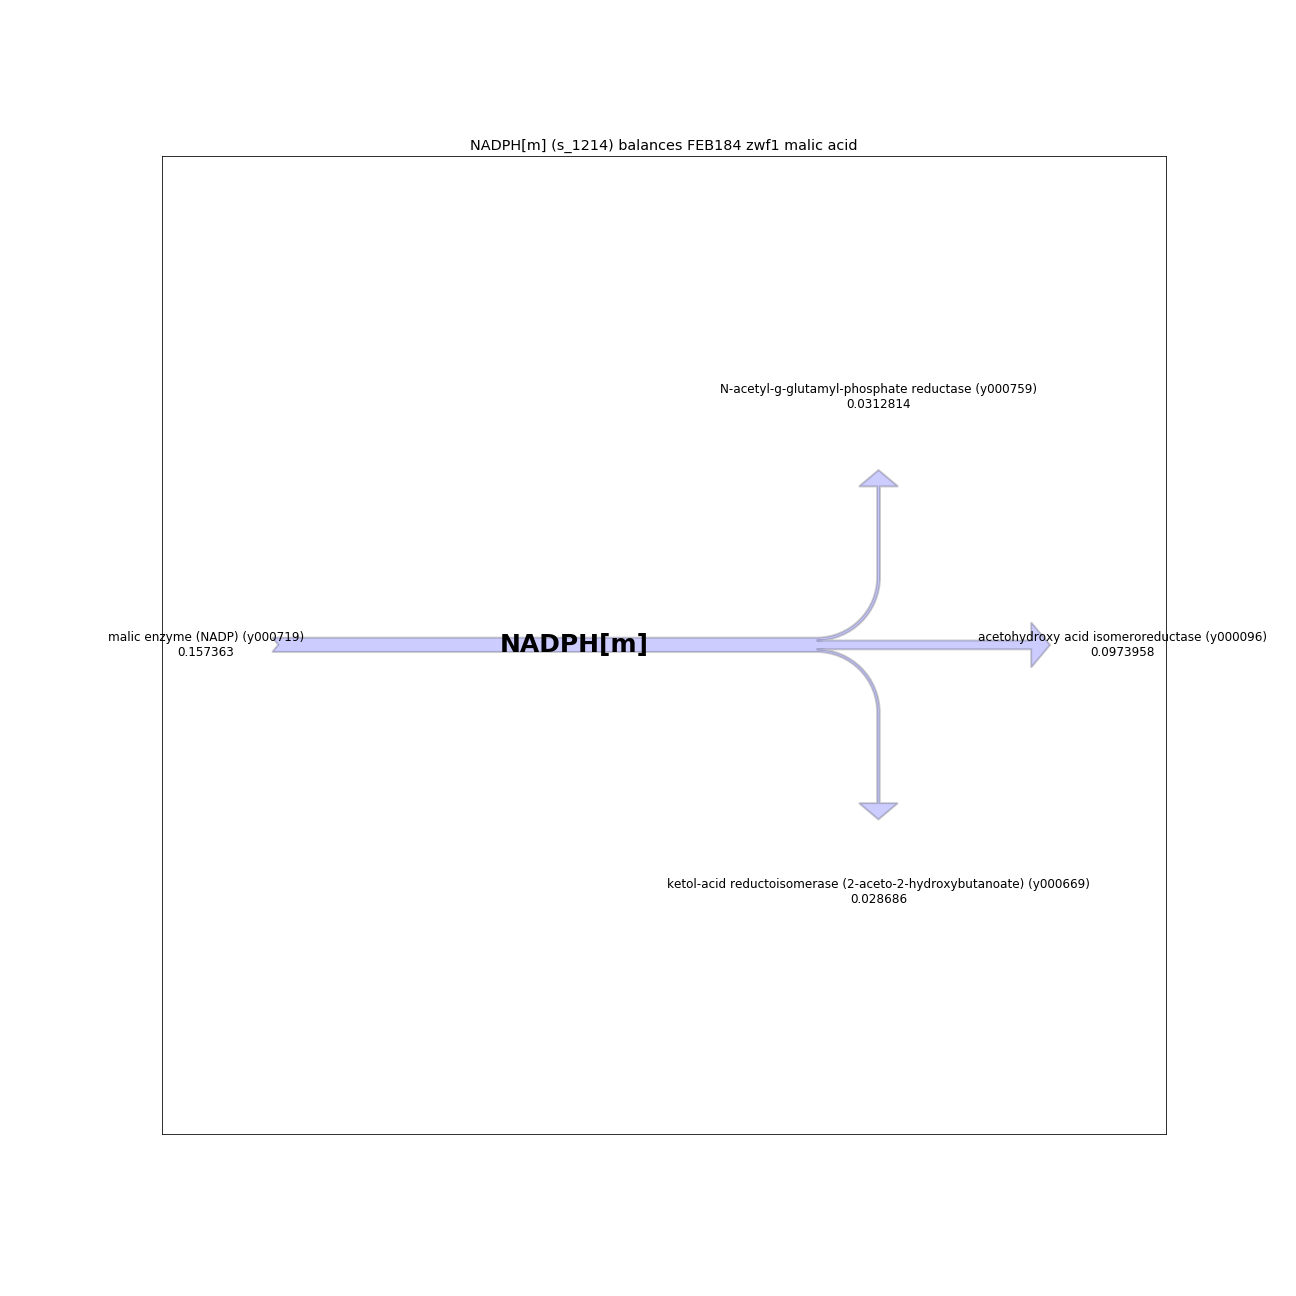 NADPH[m] (s_1214) balances FEB184 zwf1 malic acid
N-acetyl-g-glutamyl-phosphate reductase (y000759)
0.0312814
malic enzyme (NADP) (y000719)
0.157363
NADPH[m]
acetohydroxy acid isomeroreductase (y000096)
0.0973958
ketol-acid reductoisomerase (2-aceto-2-hydroxybutanoate) (y000669)
0.028686